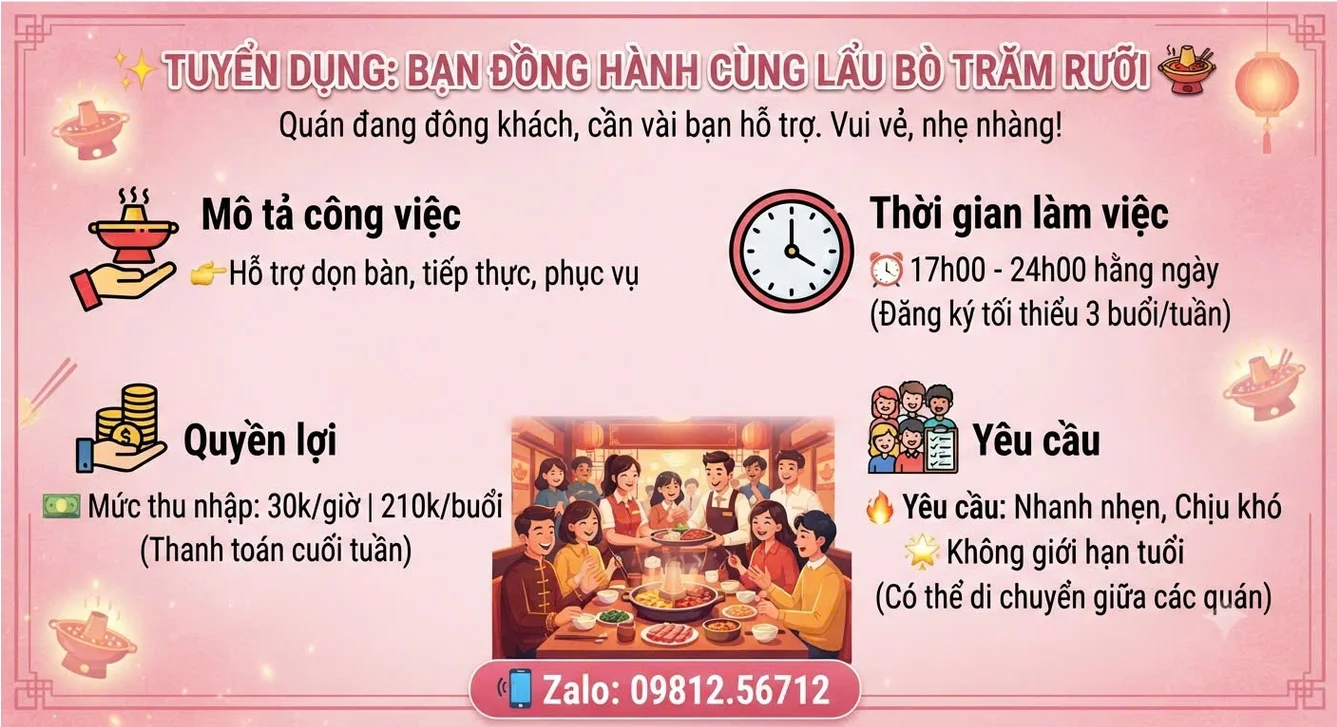 TUYỂN DỤNG: BẠN ĐỒNG HÀNH CÙNG LẨU BÒ TRĂM RƯỠI
Quán đang đông khách, cần vài bạn hỗ trợ. Vui vẻ, nhẹ nhàng!
Mô tả công việc
👉Hỗ trợ dọn bàn, tiếp thực, phục vụ
Thời gian làm việc
⏰ 17h00 - 24h00 hằng ngày
(Đăng ký tối thiểu 3 buổi/tuần)
Quyền lợi
💵 Mức thu nhập: 30k/giờ | 210k/buổi
(Thanh toán cuối tuần)
Yêu cầu
🔥 Yêu cầu: Nhanh nhẹn, Chịu khó
🌟 Không giới hạn tuổi
(Có thể di chuyển giữa các quán)
📱 Zalo: 09812.56712